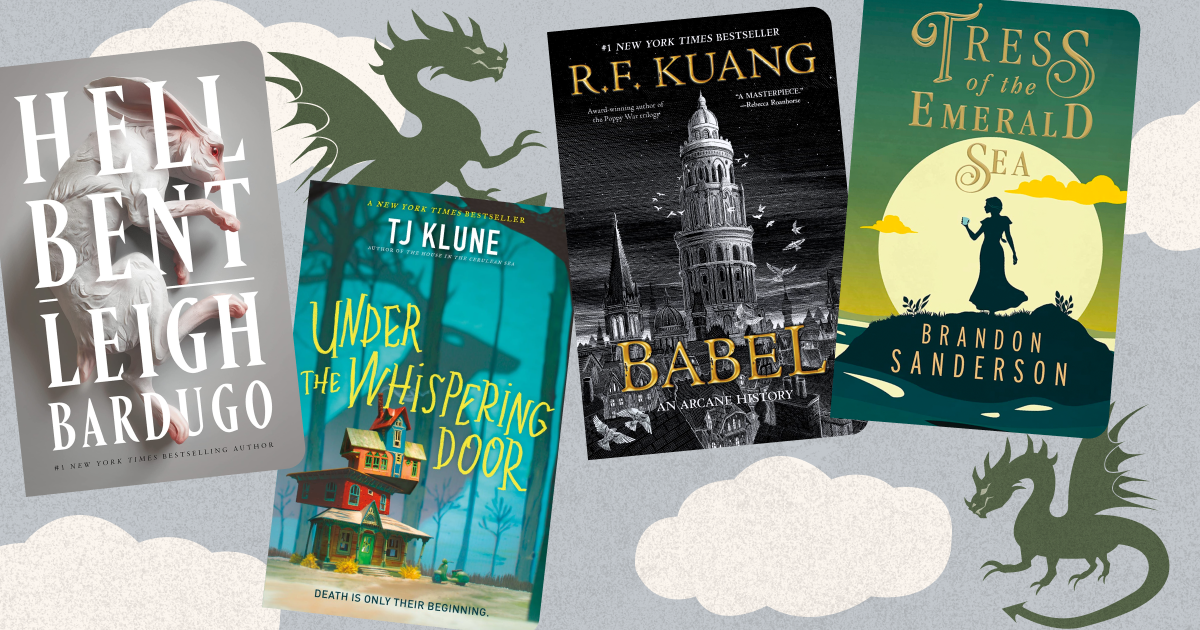 HELL
BENT
LEIGH
BARDUGO
#1 NEW YORK TIMES BESTSELLING AUTHOR
A NEW YORK TIMES BESTSELLER
TJ KLUNE
AUTHOR OF THE HOUSE IN THE CERULEAN SEA
UNDER
THE WHISPERING
DOOR
DEATH IS ONLY THEIR BEGINNING.
#1 NEW YORK TIMES BESTSELLER
R.F. KUANG
Award-winning author of
the Poppy War trilogy
"A MASTERPIECE."
—Rebecca Roanhorse
BABEL
AN ARCANE HISTORY
TRESS
of the
EMERALD
SEA
BRANDON
SANDERSON